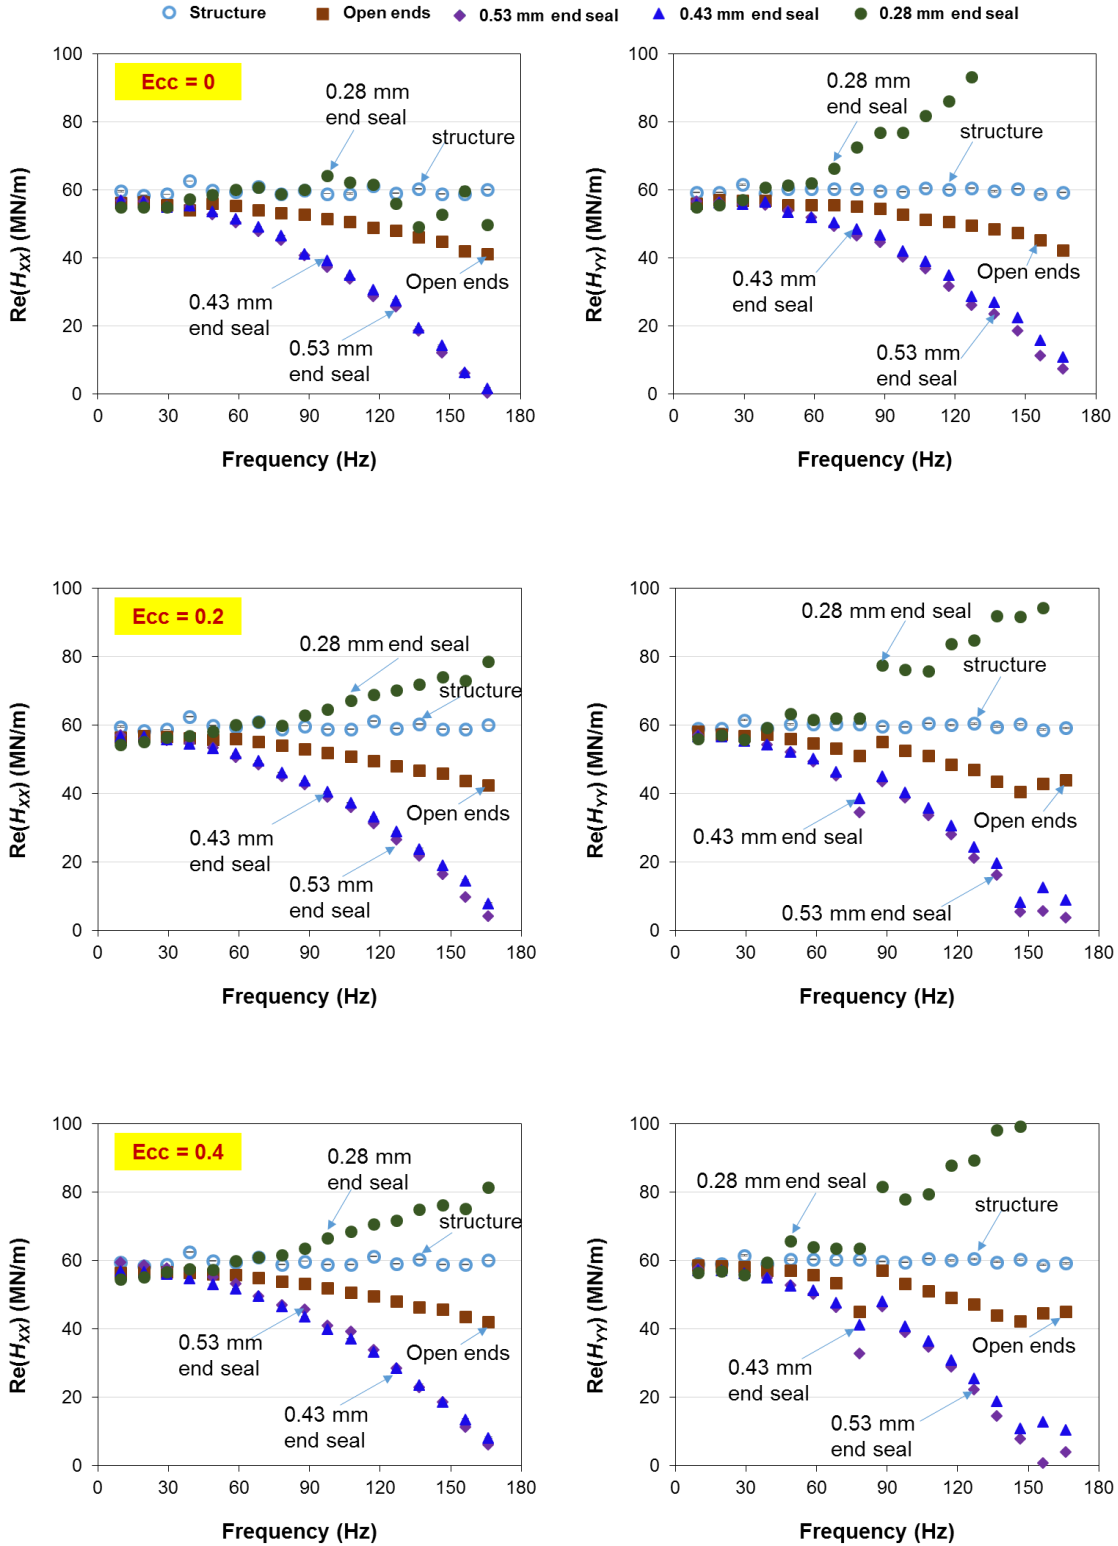 Structure Open ends 0.53 mm end seal 0.43 mm end seal 0.28 mm end seal
Ecc = 0
Re(HXX) (MN/m)
100
80
60
40
20
0
0 30 60 90 120 150 180
Frequency (Hz)
0.28 mm
end seal
structure
Open ends
0.43 mm
end seal
0.53 mm
end seal
Re(HYY) (MN/m)
100
80
60
40
20
0
0 30 60 90 120 150 180
Frequency (Hz)
0.28 mm
end seal
structure
Open ends
0.43 mm
end seal
0.53 mm
end seal
Ecc = 0.2
Re(HXX) (MN/m)
100
80
60
40
20
0
0 30 60 90 120 150 180
Frequency (Hz)
0.28 mm end seal
structure
Open ends
0.43 mm
end seal
0.53 mm
end seal
Re(HYY) (MN/m)
100
80
60
40
20
0
0 30 60 90 120 150 180
Frequency (Hz)
0.28 mm end seal
structure
Open ends
0.43 mm end seal
0.53 mm end seal
Ecc = 0.4
Re(HXX) (MN/m)
100
80
60
40
20
0
0 30 60 90 120 150 180
Frequency (Hz)
0.28 mm
end seal
structure
0.53 mm
end seal
Open ends
0.43 mm
end seal
Re(HYY) (MN/m)
100
80
60
40
20
0
0 30 60 90 120 150 180
Frequency (Hz)
0.28 mm end seal
structure
Open ends
0.43 mm
end seal
0.53 mm
end seal